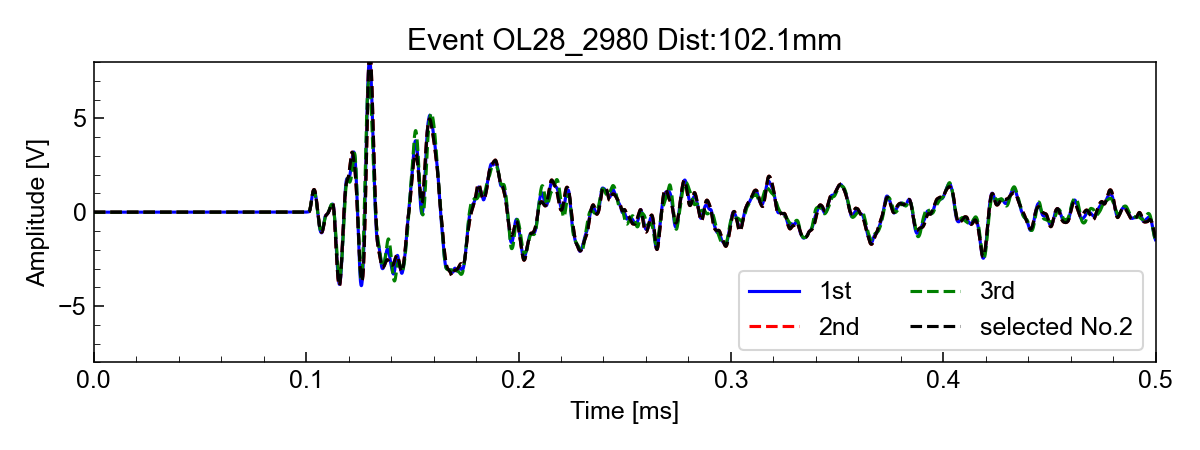 Event OL28_2980 Dist:102.1mm
Amplitude [V]
5
0
−5
1st
2nd
3rd
selected No.2
0.0 0.1 0.2 0.3 0.4 0.5
Time [ms]